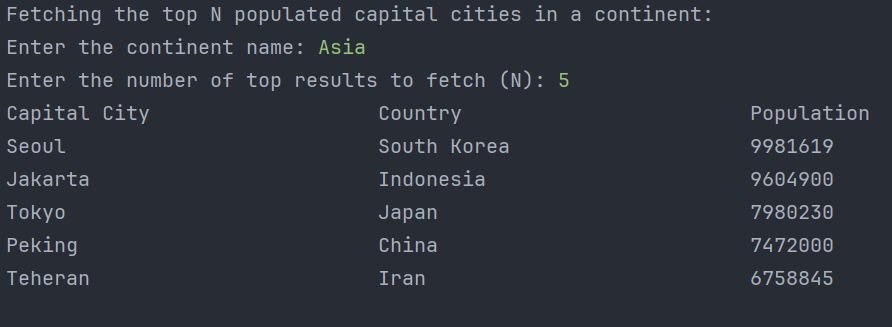 Fetching the top N populated capital cities in a continent:
Enter the continent name: Asia
Enter the number of top results to fetch (N): 5
Capital City Country Population
Seoul South Korea 9981619
Jakarta Indonesia 9604900
Tokyo Japan 7980230
Peking China 7472000
Teheran Iran 6758845